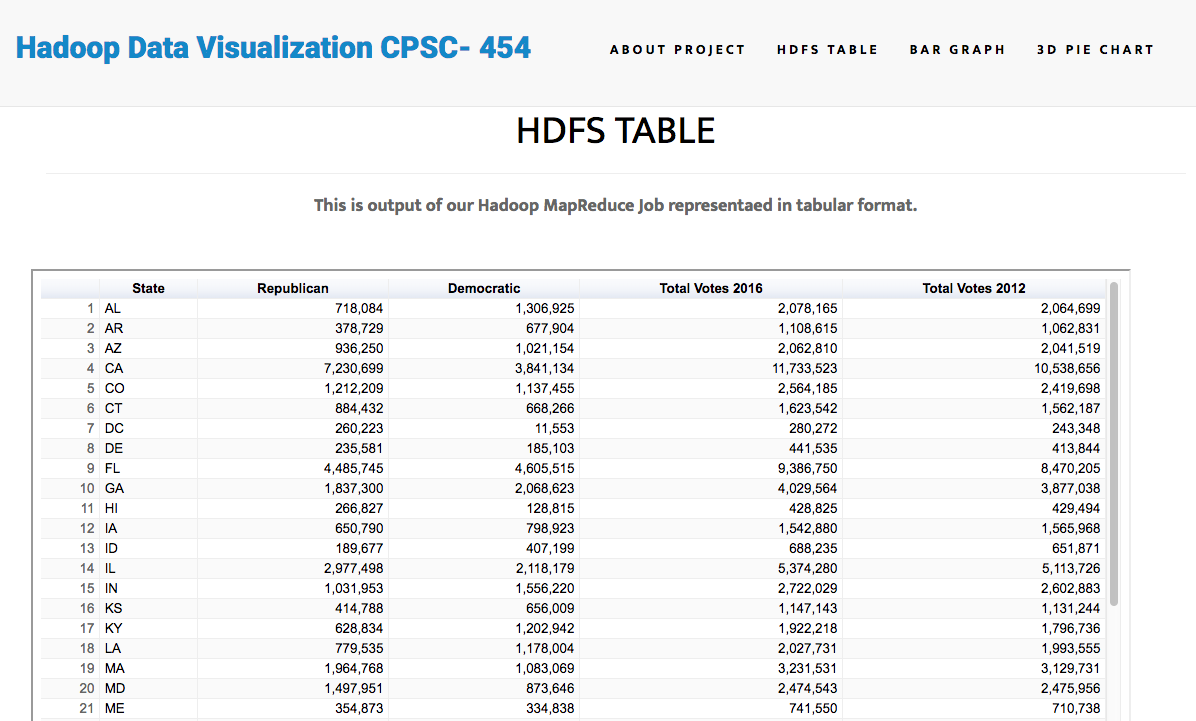 Hadoop Data Visualization CPSC- 454 ABOUT PROJECT HDFS TABLE BAR GRAPH 3D PIE CHART
HDFS TABLE
This is output of our Hadoop MapReduce Job representaed in tabular format.
State Republican Democratic Total Votes 2016 Total Votes 2012
1 AL 718,084 1,306,925 2,078,165 2,064,699
2 AR 378,729 677,904 1,108,615 1,062,831
3 AZ 936,250 1,021,154 2,062,810 2,041,519
4 CA 7,230,699 3,841,134 11,733,523 10,538,656
5 CO 1,212,209 1,137,455 2,564,185 2,419,698
6 CT 884,432 668,266 1,623,542 1,562,187
7 DC 260,223 11,553 280,272 243,348
8 DE 235,581 185,103 441,535 413,844
9 FL 4,485,745 4,605,515 9,386,750 8,470,205
10 GA 1,837,300 2,068,623 4,029,564 3,877,038
11 HI 266,827 128,815 428,825 429,494
12 IA 650,790 798,923 1,542,880 1,565,968
13 ID 189,677 407,199 688,235 651,871
14 IL 2,977,498 2,118,179 5,374,280 5,113,726
15 IN 1,031,953 1,556,220 2,722,029 2,602,883
16 KS 414,788 656,009 1,147,143 1,131,244
17 KY 628,834 1,202,942 1,922,218 1,796,736
18 LA 779,535 1,178,004 2,027,731 1,993,555
19 MA 1,964,768 1,083,069 3,231,531 3,129,731
20 MD 1,497,951 873,646 2,474,543 2,475,956
21 ME 354,873 334,838 741,550 710,738